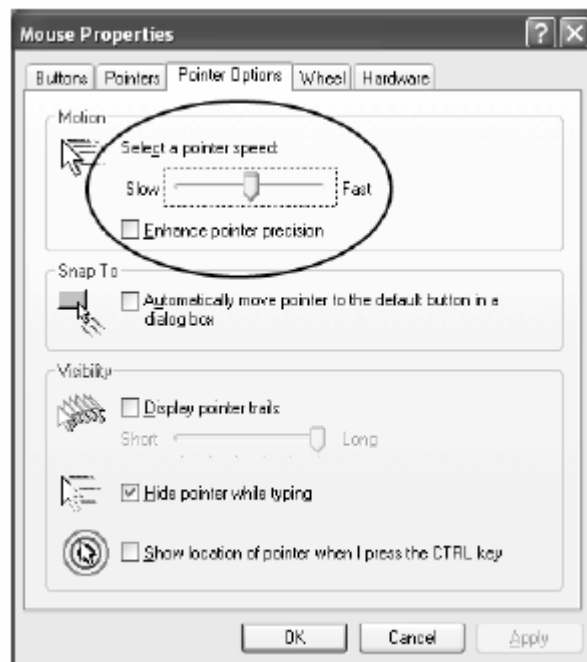 Mouse Properties
Buttons Pointers Pointer Options Wheel Hardware
Motion
Select a pointer speed:
Slow Fast
Enhance pointer precision
Snap To
Automatically move pointer to the default button in a
dialog box
Visibility
Display pointer trails
Short Long
Hide pointer while typing
Show location of pointer when I press the CTRL key
OK Cancel Apply